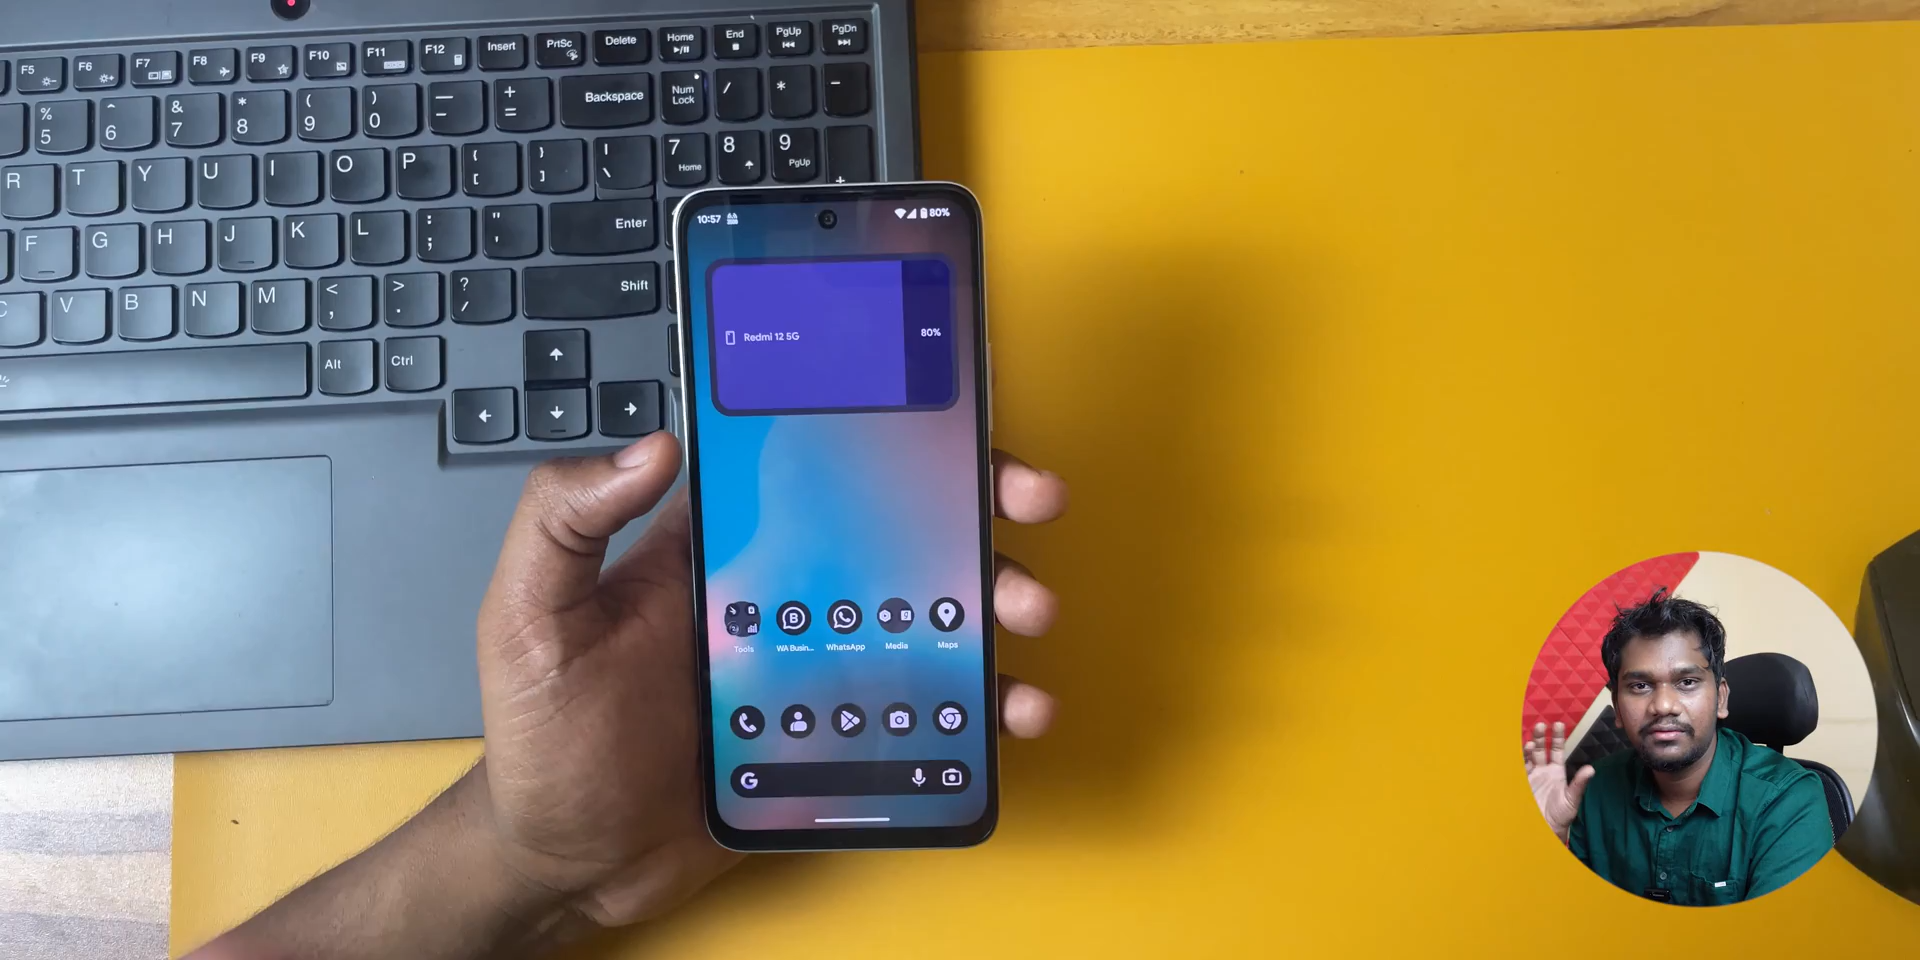 F5 F6 F7 F8 F9 F10 F11 F12 Insert PrtSc Delete Home End PgUp PgDn
% 5 ^ 6 & 7 * 8 ( 9 ) 0 — - + = Backspace Num Lock / * -
R T Y U I O P { [ } ] | \ 7 Home 8 9 PgUp +
F G H J K L : ; " ' Enter
C V B N M < , > . ? / Shift
Alt Ctrl
10:57 80%
Redmi 12 5G 80%
Tools WA Busin... WhatsApp Media Maps
G